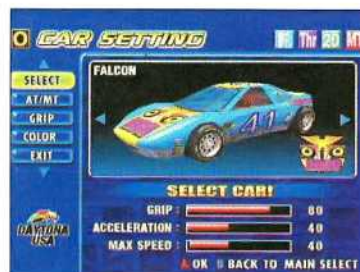 CAR SETTING
Thr 20 MT
SELECT
AT/MT
GRIP
COLOR
EXIT
FALCON
41
SELECT CAR!
GRIP : 80
ACCELERATION : 40
MAX SPEED : 40
DAYTONA
USA
A OK B BACK TO MAIN SELECT